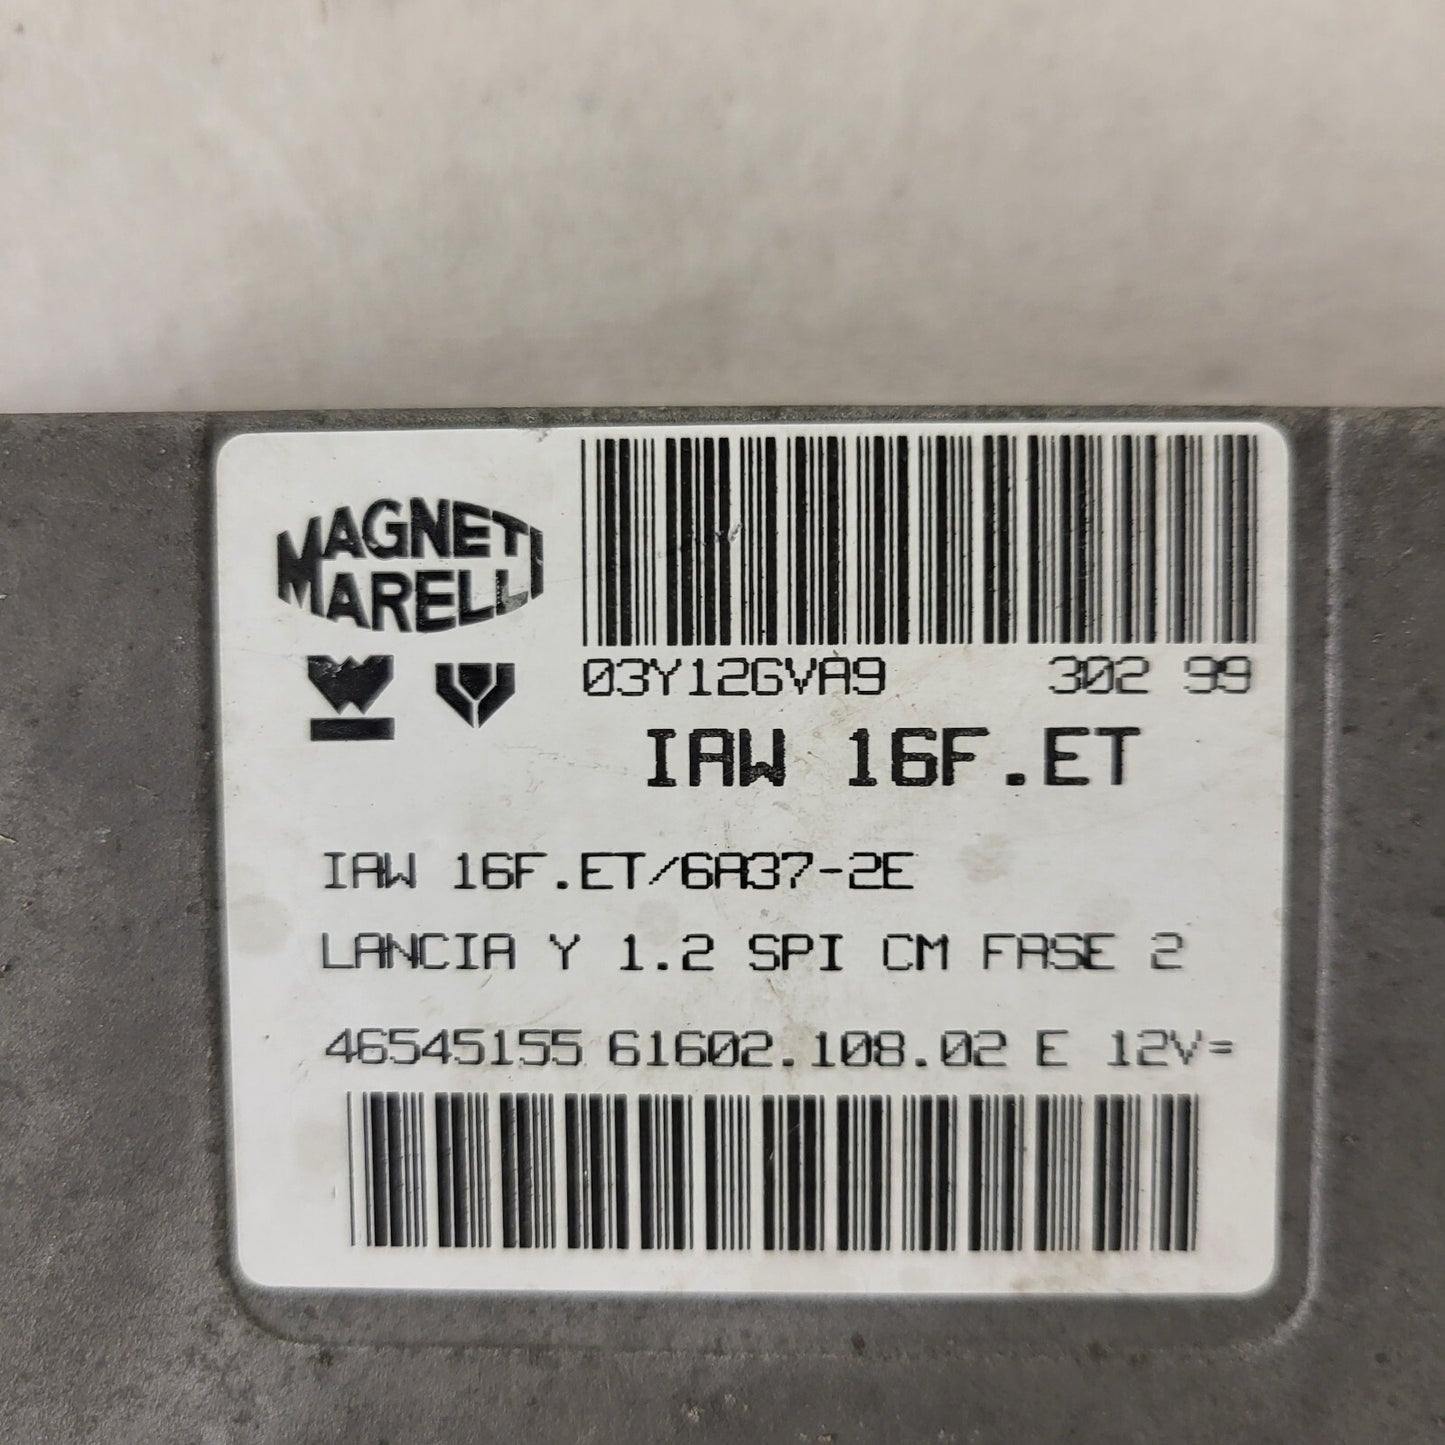 MAGNETI
MARELLI
03Y12GVA9 302 99
IAW 16F.ET
IAW 16F.ET/6A37-2E
LANCIA Y 1.2 SPI CM FASE 2
46545155 61602.108.02 E 12V=